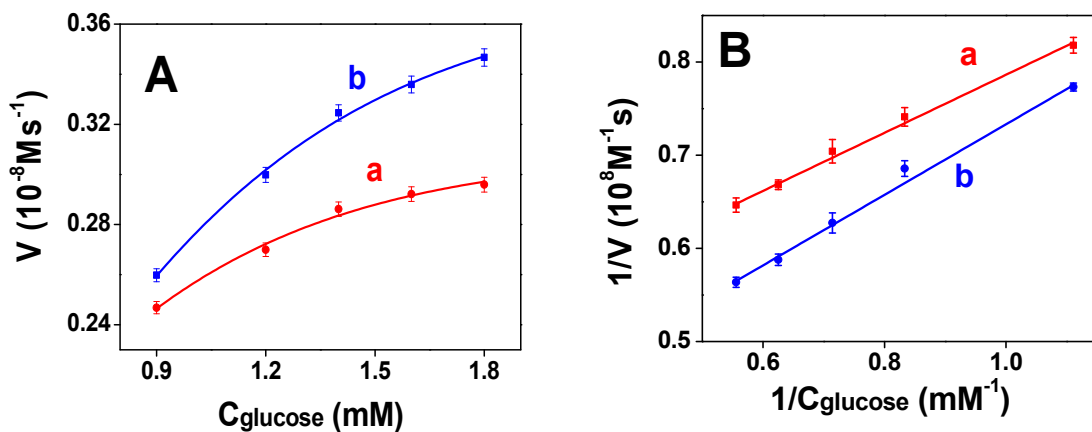 A
b
a
0.36
0.32
0.28
0.24
V (10⁻⁸Ms⁻¹)
0.9 1.2 1.5 1.8
Cglucose (mM)
B
a
b
0.8
0.7
0.6
0.5
1/V (10⁸M⁻¹s)
0.6 0.8 1.0
1/Cglucose (mM⁻¹)